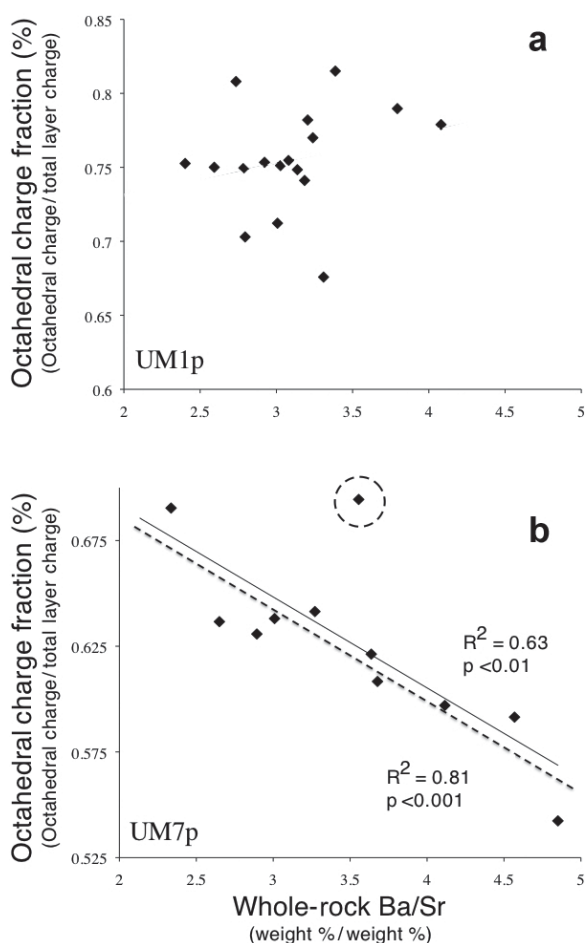 a
0.85
0.8
0.75
0.7
0.65
0.6
Octahedral charge fraction (%)
(Octahedral charge/total layer charge)
UM1p
2 2.5 3 3.5 4 4.5 5
b
0.675
0.625
0.575
0.525
Octahedral charge fraction (%)
(Octahedral charge/total layer charge)
R2 = 0.63
p <0.01
R2 = 0.81
p <0.001
UM7p
2 2.5 3 3.5 4 4.5 5
Whole-rock Ba/Sr
(weight %/weight %)